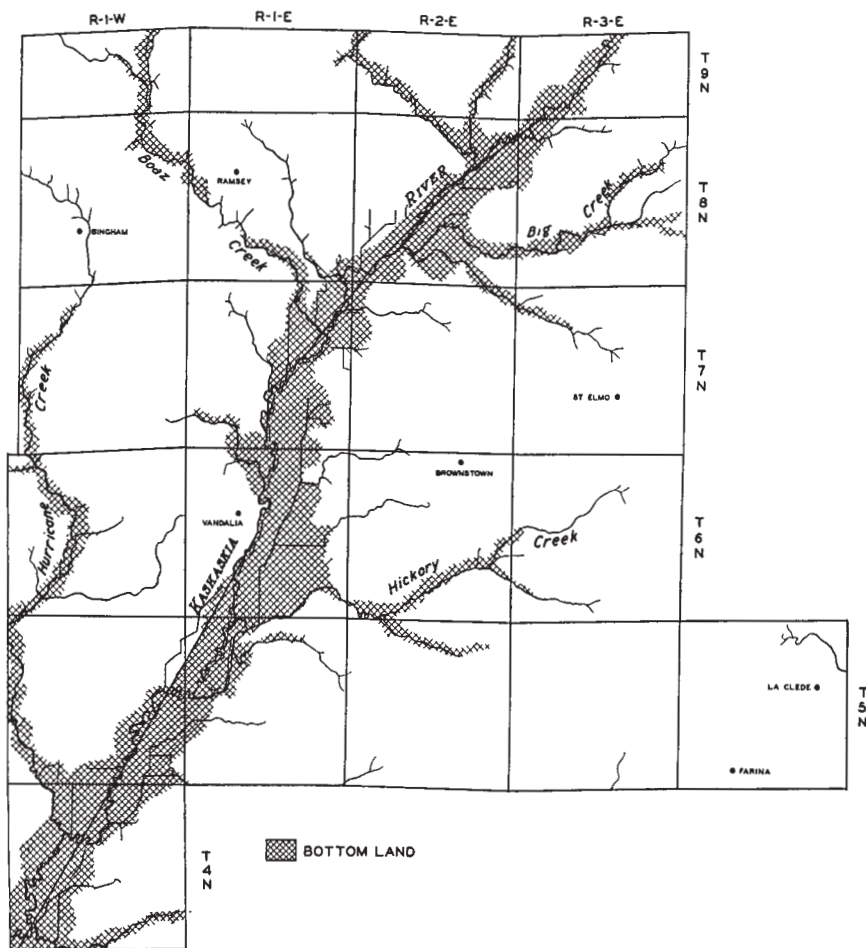 R-1-W R-1-E R-2-E R-3-E
T
9
N
BOAZ
RAMSEY
RIVER
T
8
N
BINGHAM
Creek
BIG
Creek
Creek
T
7
N
ST ELMO
BROWNSTOWN
VANDALIA
T
6
N
Hurricane
KASKASKIA
Hickory
Creek
LA CLEDE
T
5
N
FARINA
BOTTOM LAND
T
4
N